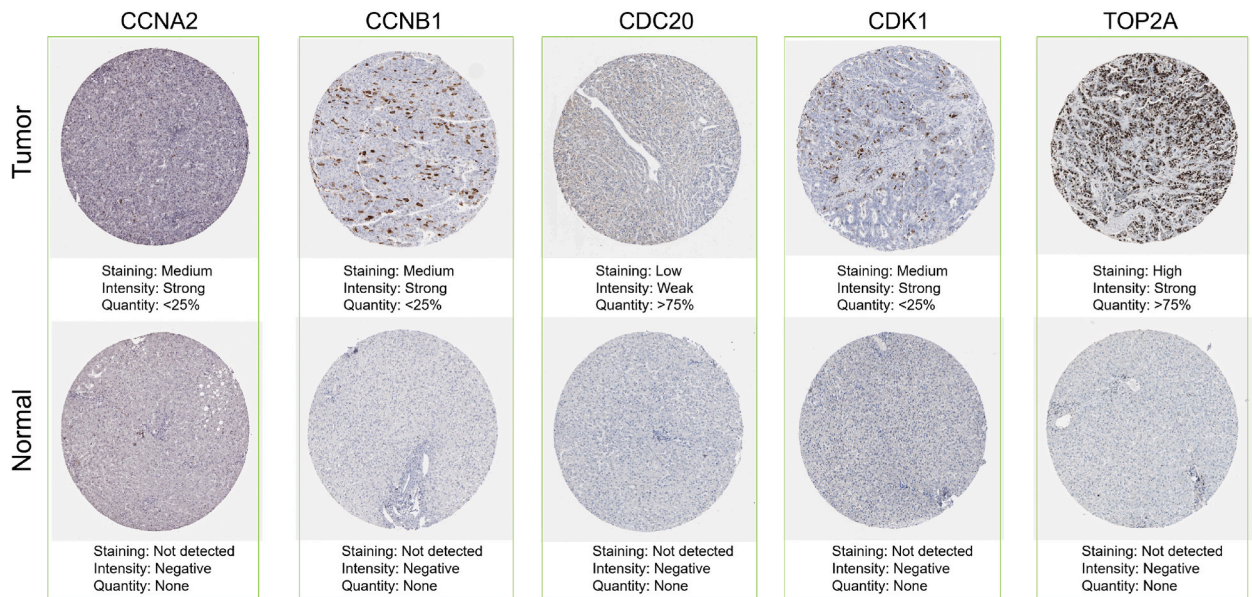 CCNA2 CCNB1 CDC20 CDK1 TOP2A
Tumor
Staining: Medium Staining: Medium Staining: Low Staining: Medium Staining: High
Intensity: Strong Intensity: Strong Intensity: Weak Intensity: Strong Intensity: Strong
Quantity: <25% Quantity: <25% Quantity: >75% Quantity: <25% Quantity: >75%
Normal
Staining: Not detected Staining: Not detected Staining: Not detected Staining: Not detected Staining: Not detected
Intensity: Negative Intensity: Negative Intensity: Negative Intensity: Negative Intensity: Negative
Quantity: None Quantity: None Quantity: None Quantity: None Quantity: None